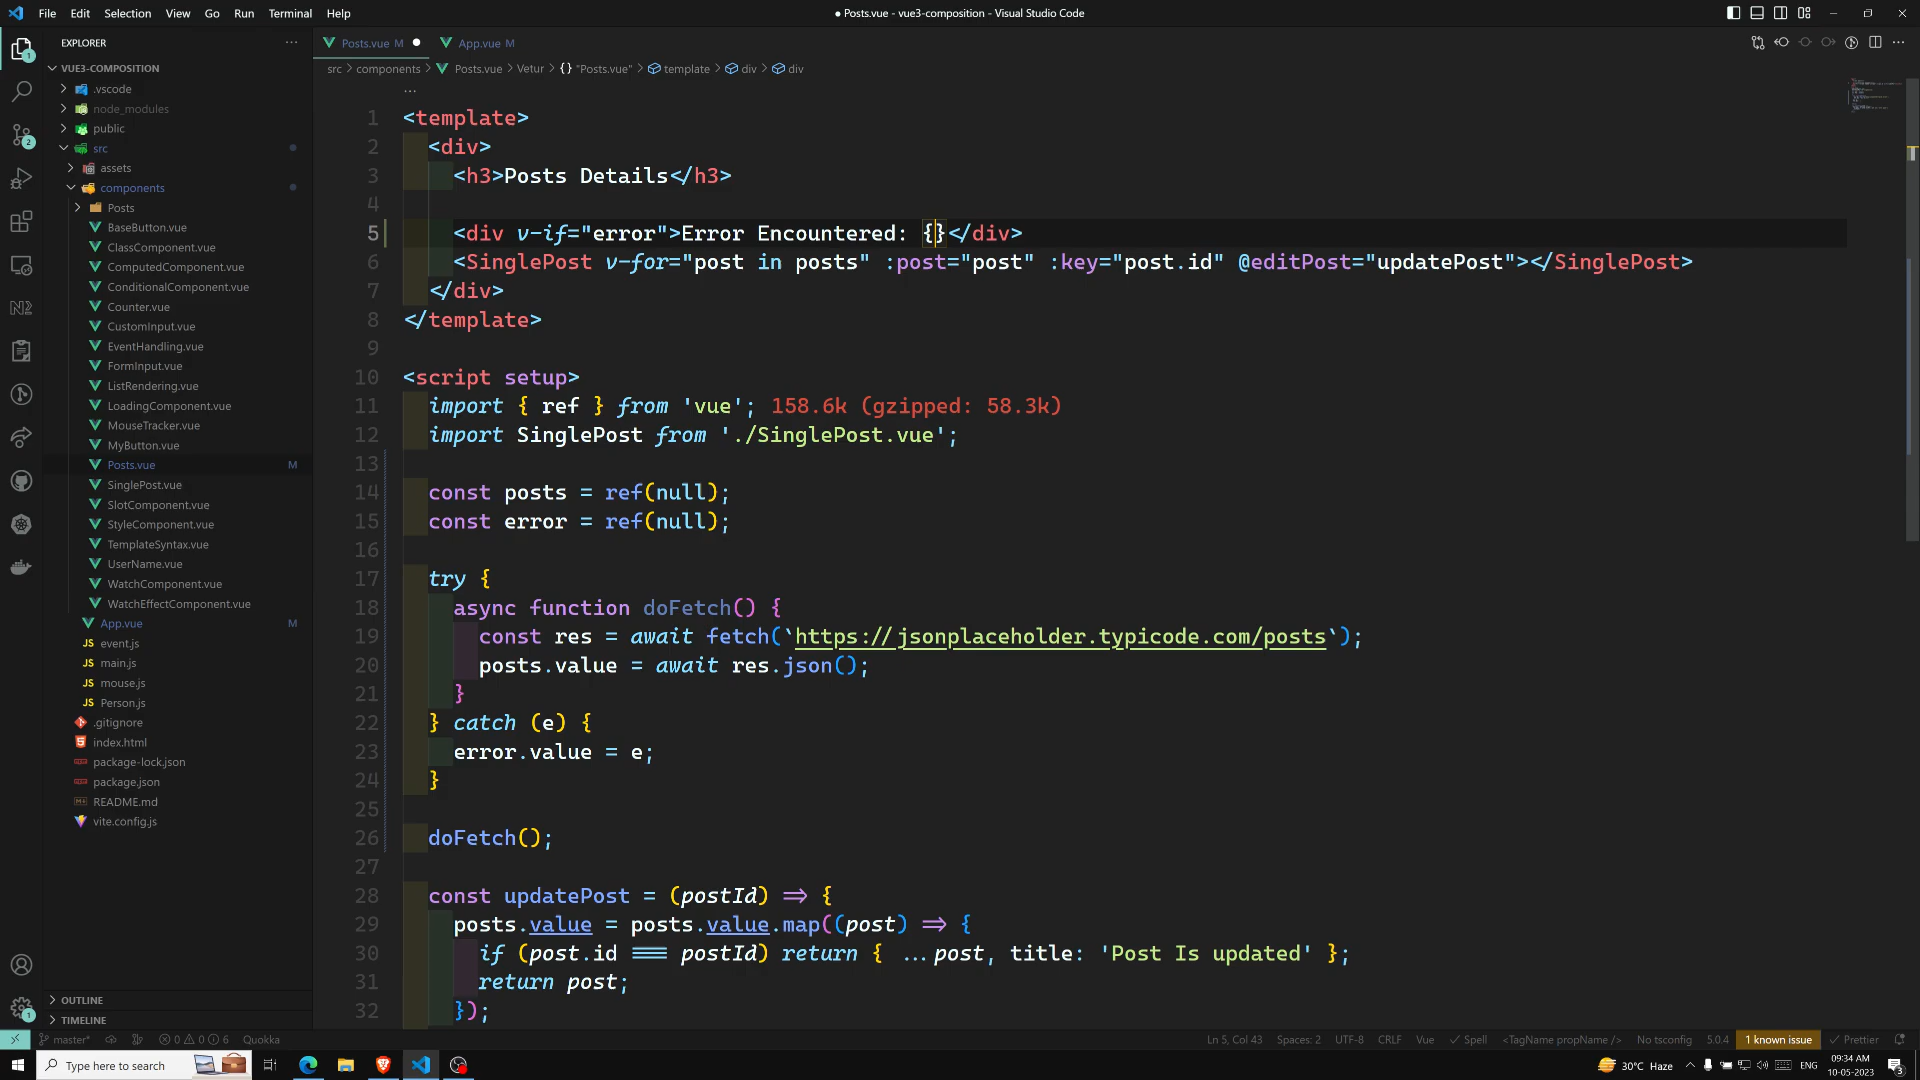 File Edit Selection View Go Run Terminal Help
● Posts.vue - vue3-composition - Visual Studio Code
EXPLORER
VUE3-COMPOSITION
.vscode
node_modules
public
src
assets
components
Posts
BaseButton.vue
ClassComponent.vue
ComputedComponent.vue
ConditionalComponent.vue
Counter.vue
CustomInput.vue
EventHandling.vue
FormInput.vue
ListRendering.vue
LoadingComponent.vue
MouseTracker.vue
MyButton.vue
Posts.vue M
SinglePost.vue
SlotComponent.vue
StyleComponent.vue
TemplateSyntax.vue
UserName.vue
WatchComponent.vue
WatchEffectComponent.vue
App.vue M
JS event.js
JS main.js
JS mouse.js
JS Person.js
.gitignore
index.html
package-lock.json
package.json
README.md
vite.config.js
OUTLINE
TIMELINE
Posts.vue M ● App.vue M
src > components > Posts.vue > Vetur > {} "Posts.vue" > template > div > div
...
1 <template>
2 <div>
3 <h3>Posts Details</h3>
4
5 <div v-if="error">Error Encountered: {}</div>
6 <SinglePost v-for="post in posts" :post="post" :key="post.id" @editPost="updatePost"></SinglePost>
7 </div>
8 </template>
9
10 <script setup>
11 import { ref } from 'vue'; 158.6k (gzipped: 58.3k)
12 import SinglePost from './SinglePost.vue';
13
14 const posts = ref(null);
15 const error = ref(null);
16
17 try {
18 async function doFetch() {
19 const res = await fetch(`https://jsonplaceholder.typicode.com/posts`);
20 posts.value = await res.json();
21 }
22 } catch (e) {
23 error.value = e;
24 }
25
26 doFetch();
27
28 const updatePost = (postId) => {
29 posts.value = posts.value.map((post) => {
30 if (post.id === postId) return { ...post, title: 'Post Is updated' };
31 return post;
32 });
master* 0 0 6 Quokka
Ln 5, Col 43 Spaces: 2 UTF-8 CRLF Vue Spell <TagName propName /> No tsconfig 5.0.4 1 known issue Prettier
Type here to search
30°C Haze ENG 09:34 AM
10-05-2023 3